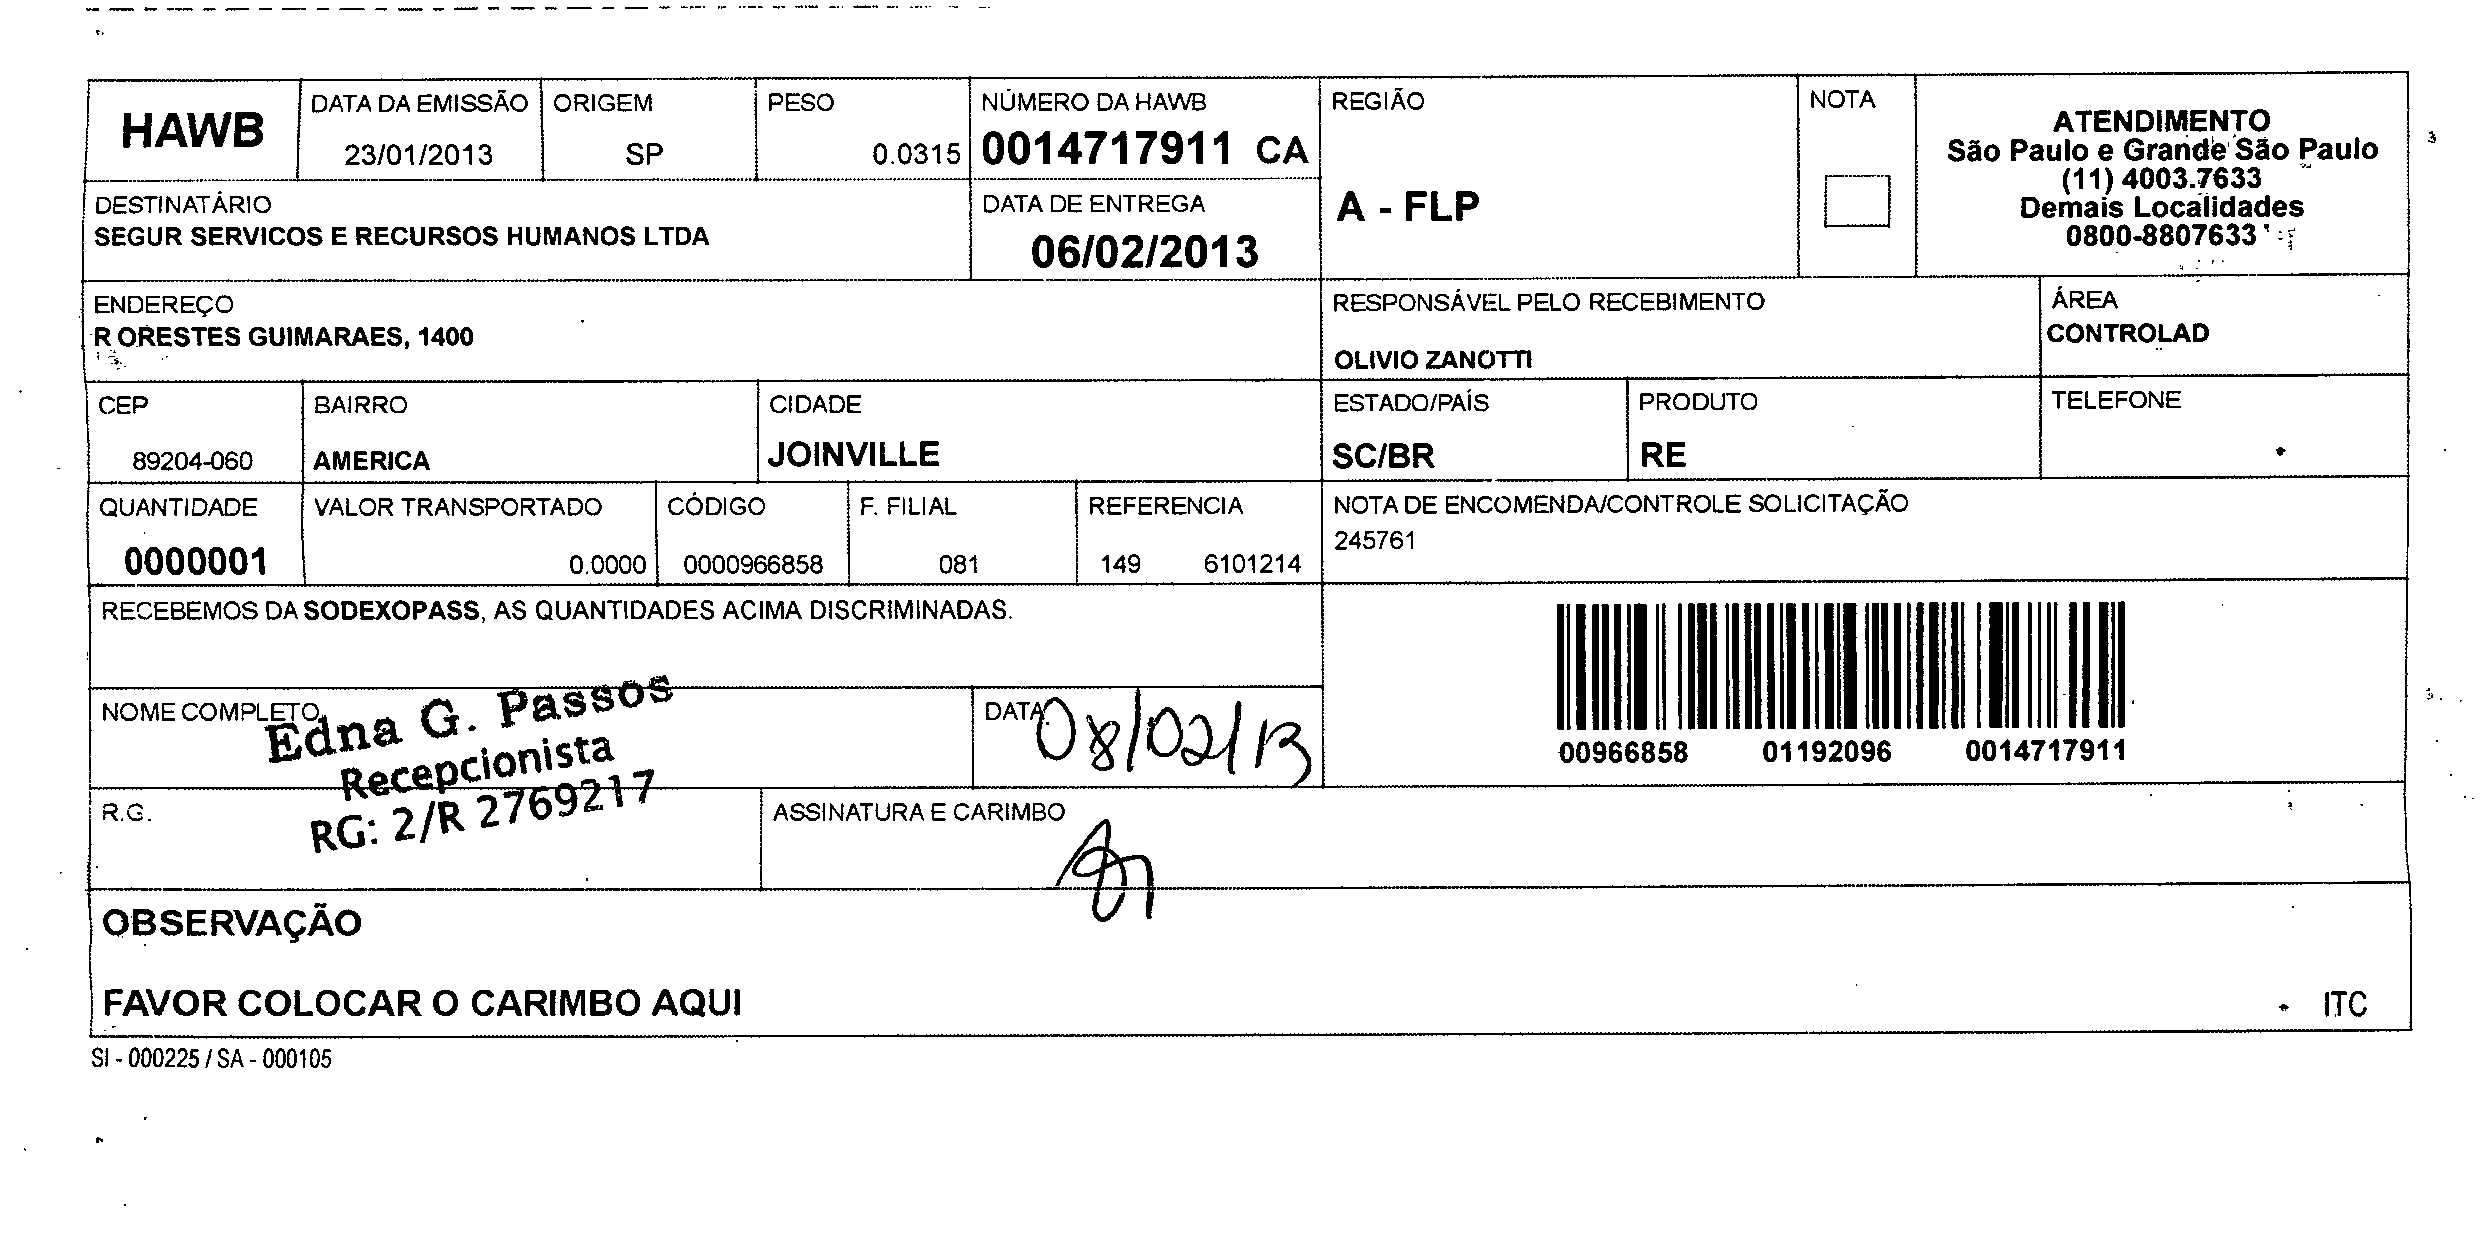 HAWB
DATA DA EMISSÃO
23/01/2013
ORIGEM
SP
PESO
0.0315
NÚMERO DA HAWB
0014717911 CA
REGIÃO
A - FLP
NOTA
ATENDIMENTO
São Paulo e Grande São Paulo
(11) 4003.7633
Demais Localidades
0800-8807633
DESTINATÁRIO
SEGUR SERVICOS E RECURSOS HUMANOS LTDA
DATA DE ENTREGA
06/02/2013
ENDEREÇO
R ORESTES GUIMARAES, 1400
RESPONSÁVEL PELO RECEBIMENTO
OLIVIO ZANOTTI
ÁREA
CONTROLAD
CEP
89204-060
BAIRRO
AMERICA
CIDADE
JOINVILLE
ESTADO/PAÍS
SC/BR
PRODUTO
RE
TELEFONE
QUANTIDADE
0000001
VALOR TRANSPORTADO
0.0000
CÓDIGO
0000966858
F. FILIAL
081
REFERENCIA
149 6101214
NOTA DE ENCOMENDA/CONTROLE SOLICITAÇÃO
245761
RECEBEMOS DA SODEXOPASS, AS QUANTIDADES ACIMA DISCRIMINADAS.
00966858 01192096 0014717911
NOME COMPLETO
Edna G. Passos
Recepcionista
RG: 2/R 2769217
DATA:
08/02/13
R.G.
ASSINATURA E CARIMBO
OBSERVAÇÃO
FAVOR COLOCAR O CARIMBO AQUI
ITC
SI - 000225 / SA - 000105